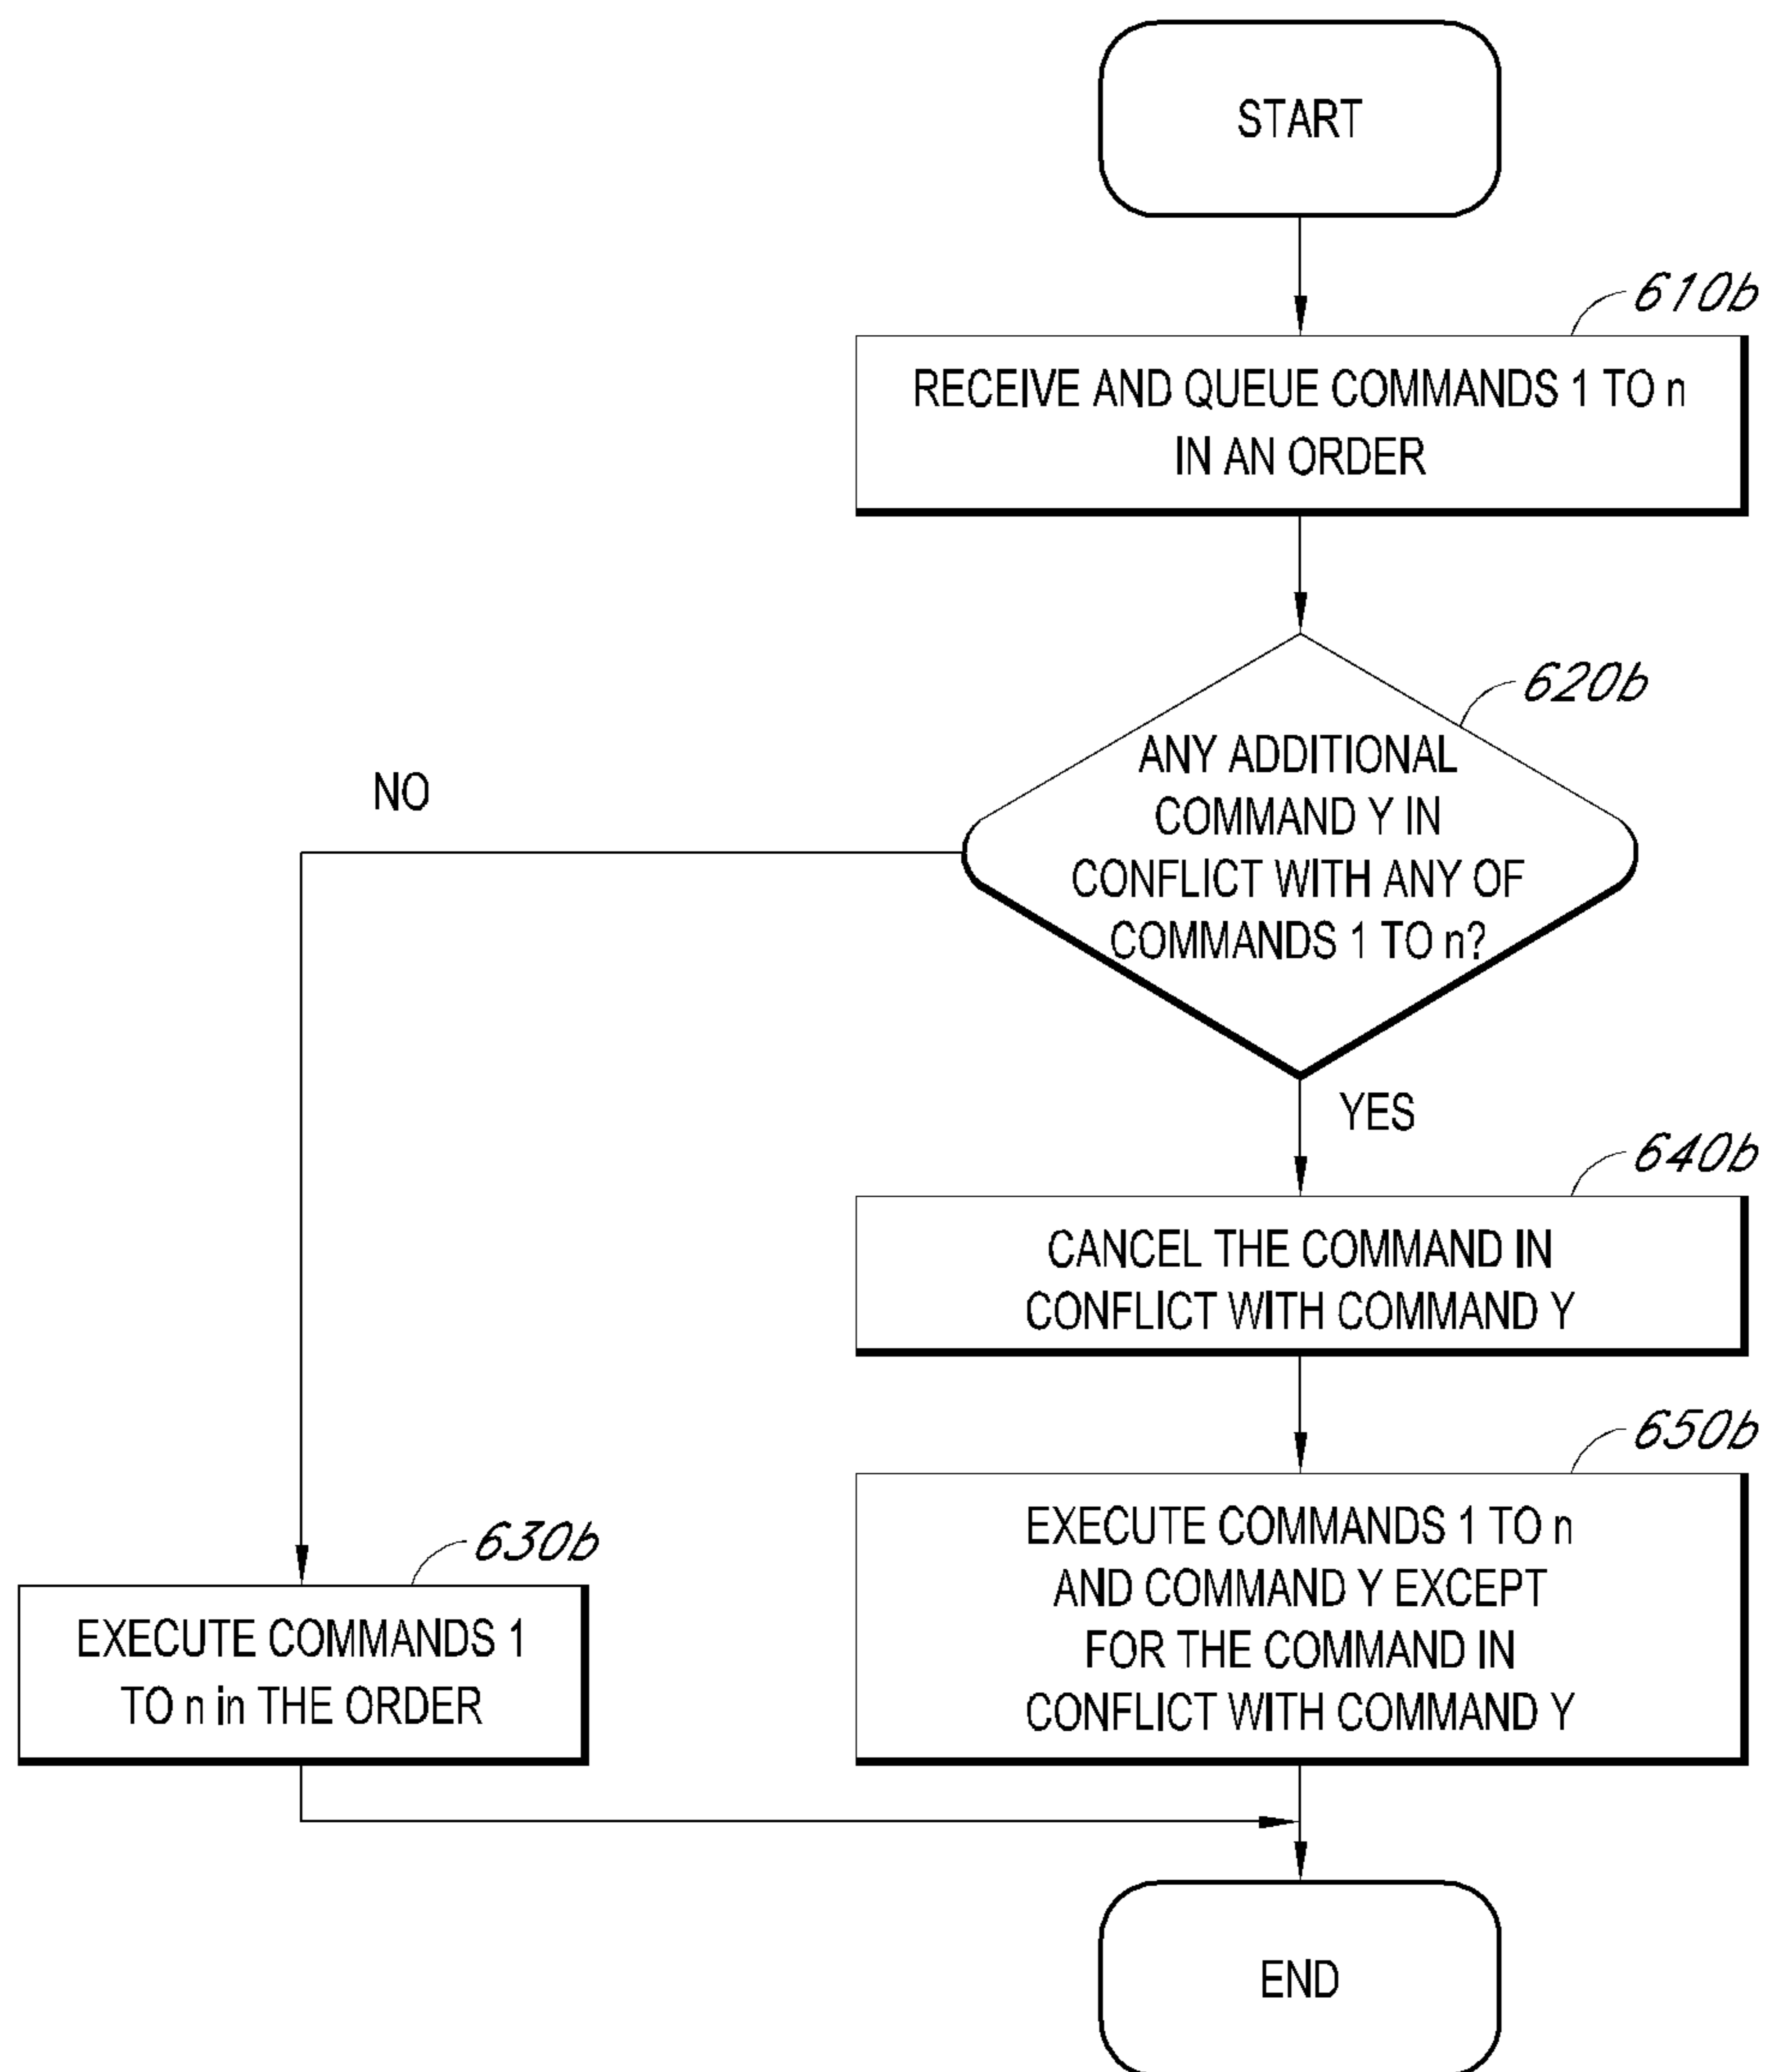 START
610b
RECEIVE AND QUEUE COMMANDS 1 TO n
IN AN ORDER
620b
ANY ADDITIONAL
COMMAND Y IN
CONFLICT WITH ANY OF
COMMANDS 1 TO n?
NO
YES
640b
CANCEL THE COMMAND IN
CONFLICT WITH COMMAND Y
650b
EXECUTE COMMANDS 1 TO n
AND COMMAND Y EXCEPT
FOR THE COMMAND IN
CONFLICT WITH COMMAND Y
630b
EXECUTE COMMANDS 1
TO n in THE ORDER
END